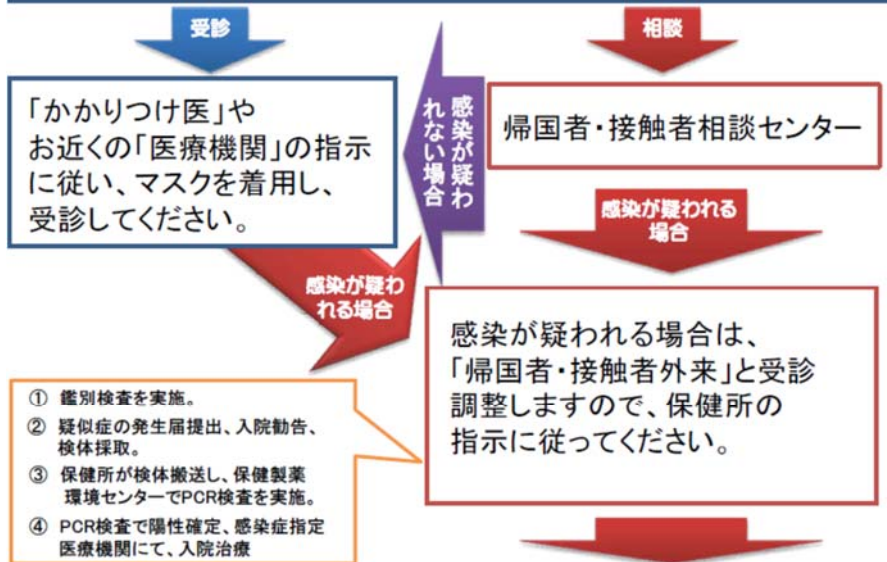 受診
相談
「かかりつけ医」や
お近くの「医療機関」の指示
に従い、マスクを着用し、
受診してください。
感染が疑わ
れない場合
帰国者・接触者相談センター
感染が疑われる
場合
感染が疑わ
れる場合
感染が疑われる場合は、
「帰国者・接触者外来」と受診
調整しますので、保健所の
指示に従ってください。
① 鑑別検査を実施。
② 疑似症の発生届提出、入院勧告、
検体採取。
③ 保健所が検体搬送し、保健製薬
環境センターでPCR検査を実施。
④ PCR検査で陽性確定、感染症指定
医療機関にて、入院治療